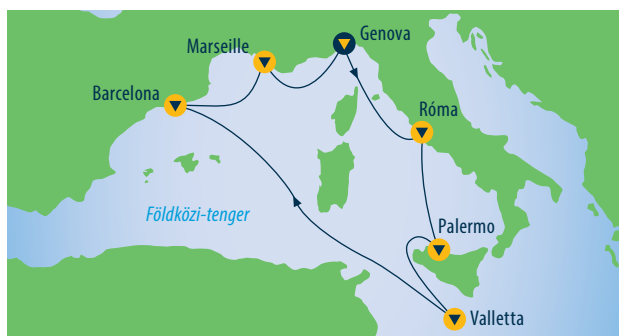 Genova
Marseille
Barcelona
Róma
Földközi-tenger
Palermo
Valletta